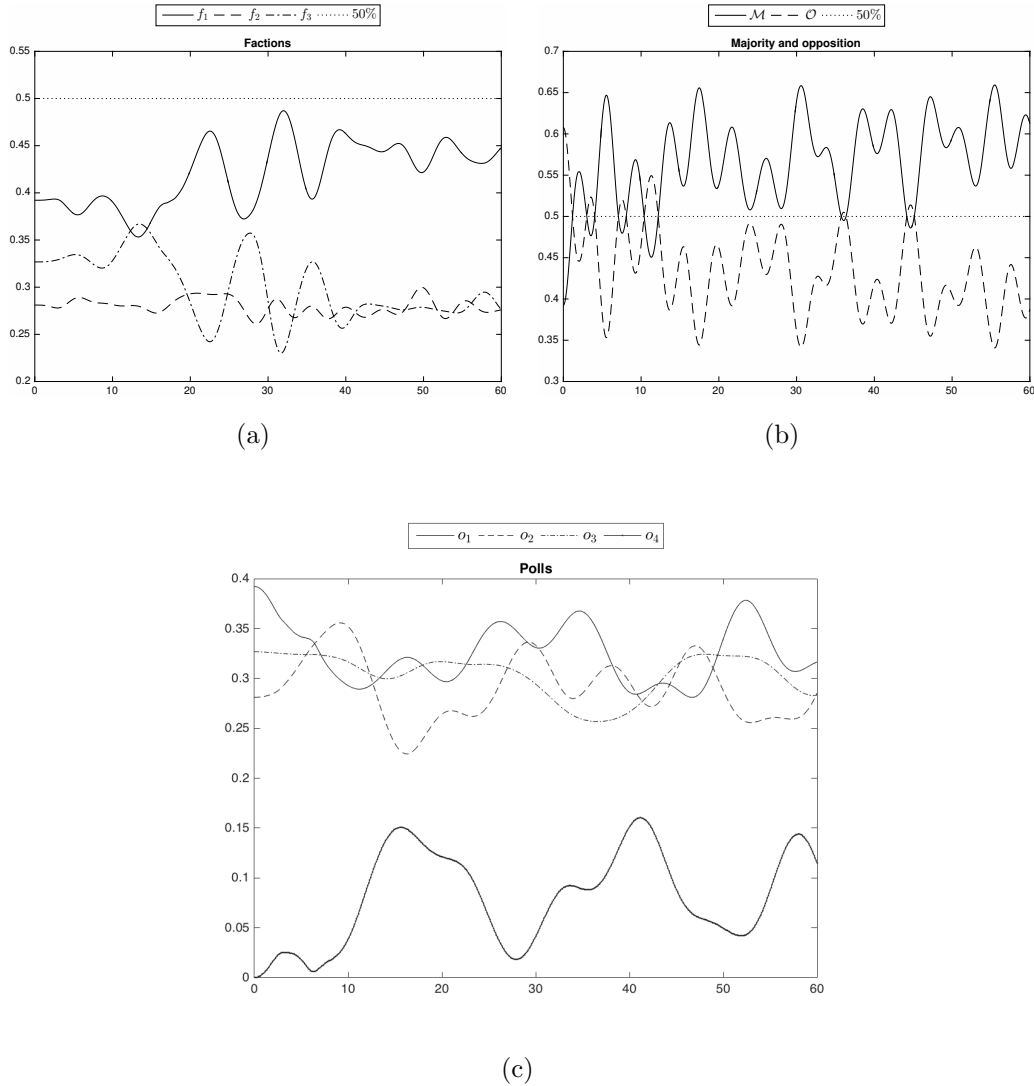 f₁ f₂ f₃ 50%
Factions
0.55
0.5
0.45
0.4
0.35
0.3
0.25
0.2
0 10 20 30 40 50 60
(a)
M O 50%
Majority and opposition
0.7
0.65
0.6
0.55
0.5
0.45
0.4
0.35
0.3
0 10 20 30 40 50 60
(b)
o₁ o₂ o₃ o₄
Polls
0.4
0.35
0.3
0.25
0.2
0.15
0.1
0.05
0
0 10 20 30 40 50 60
(c)